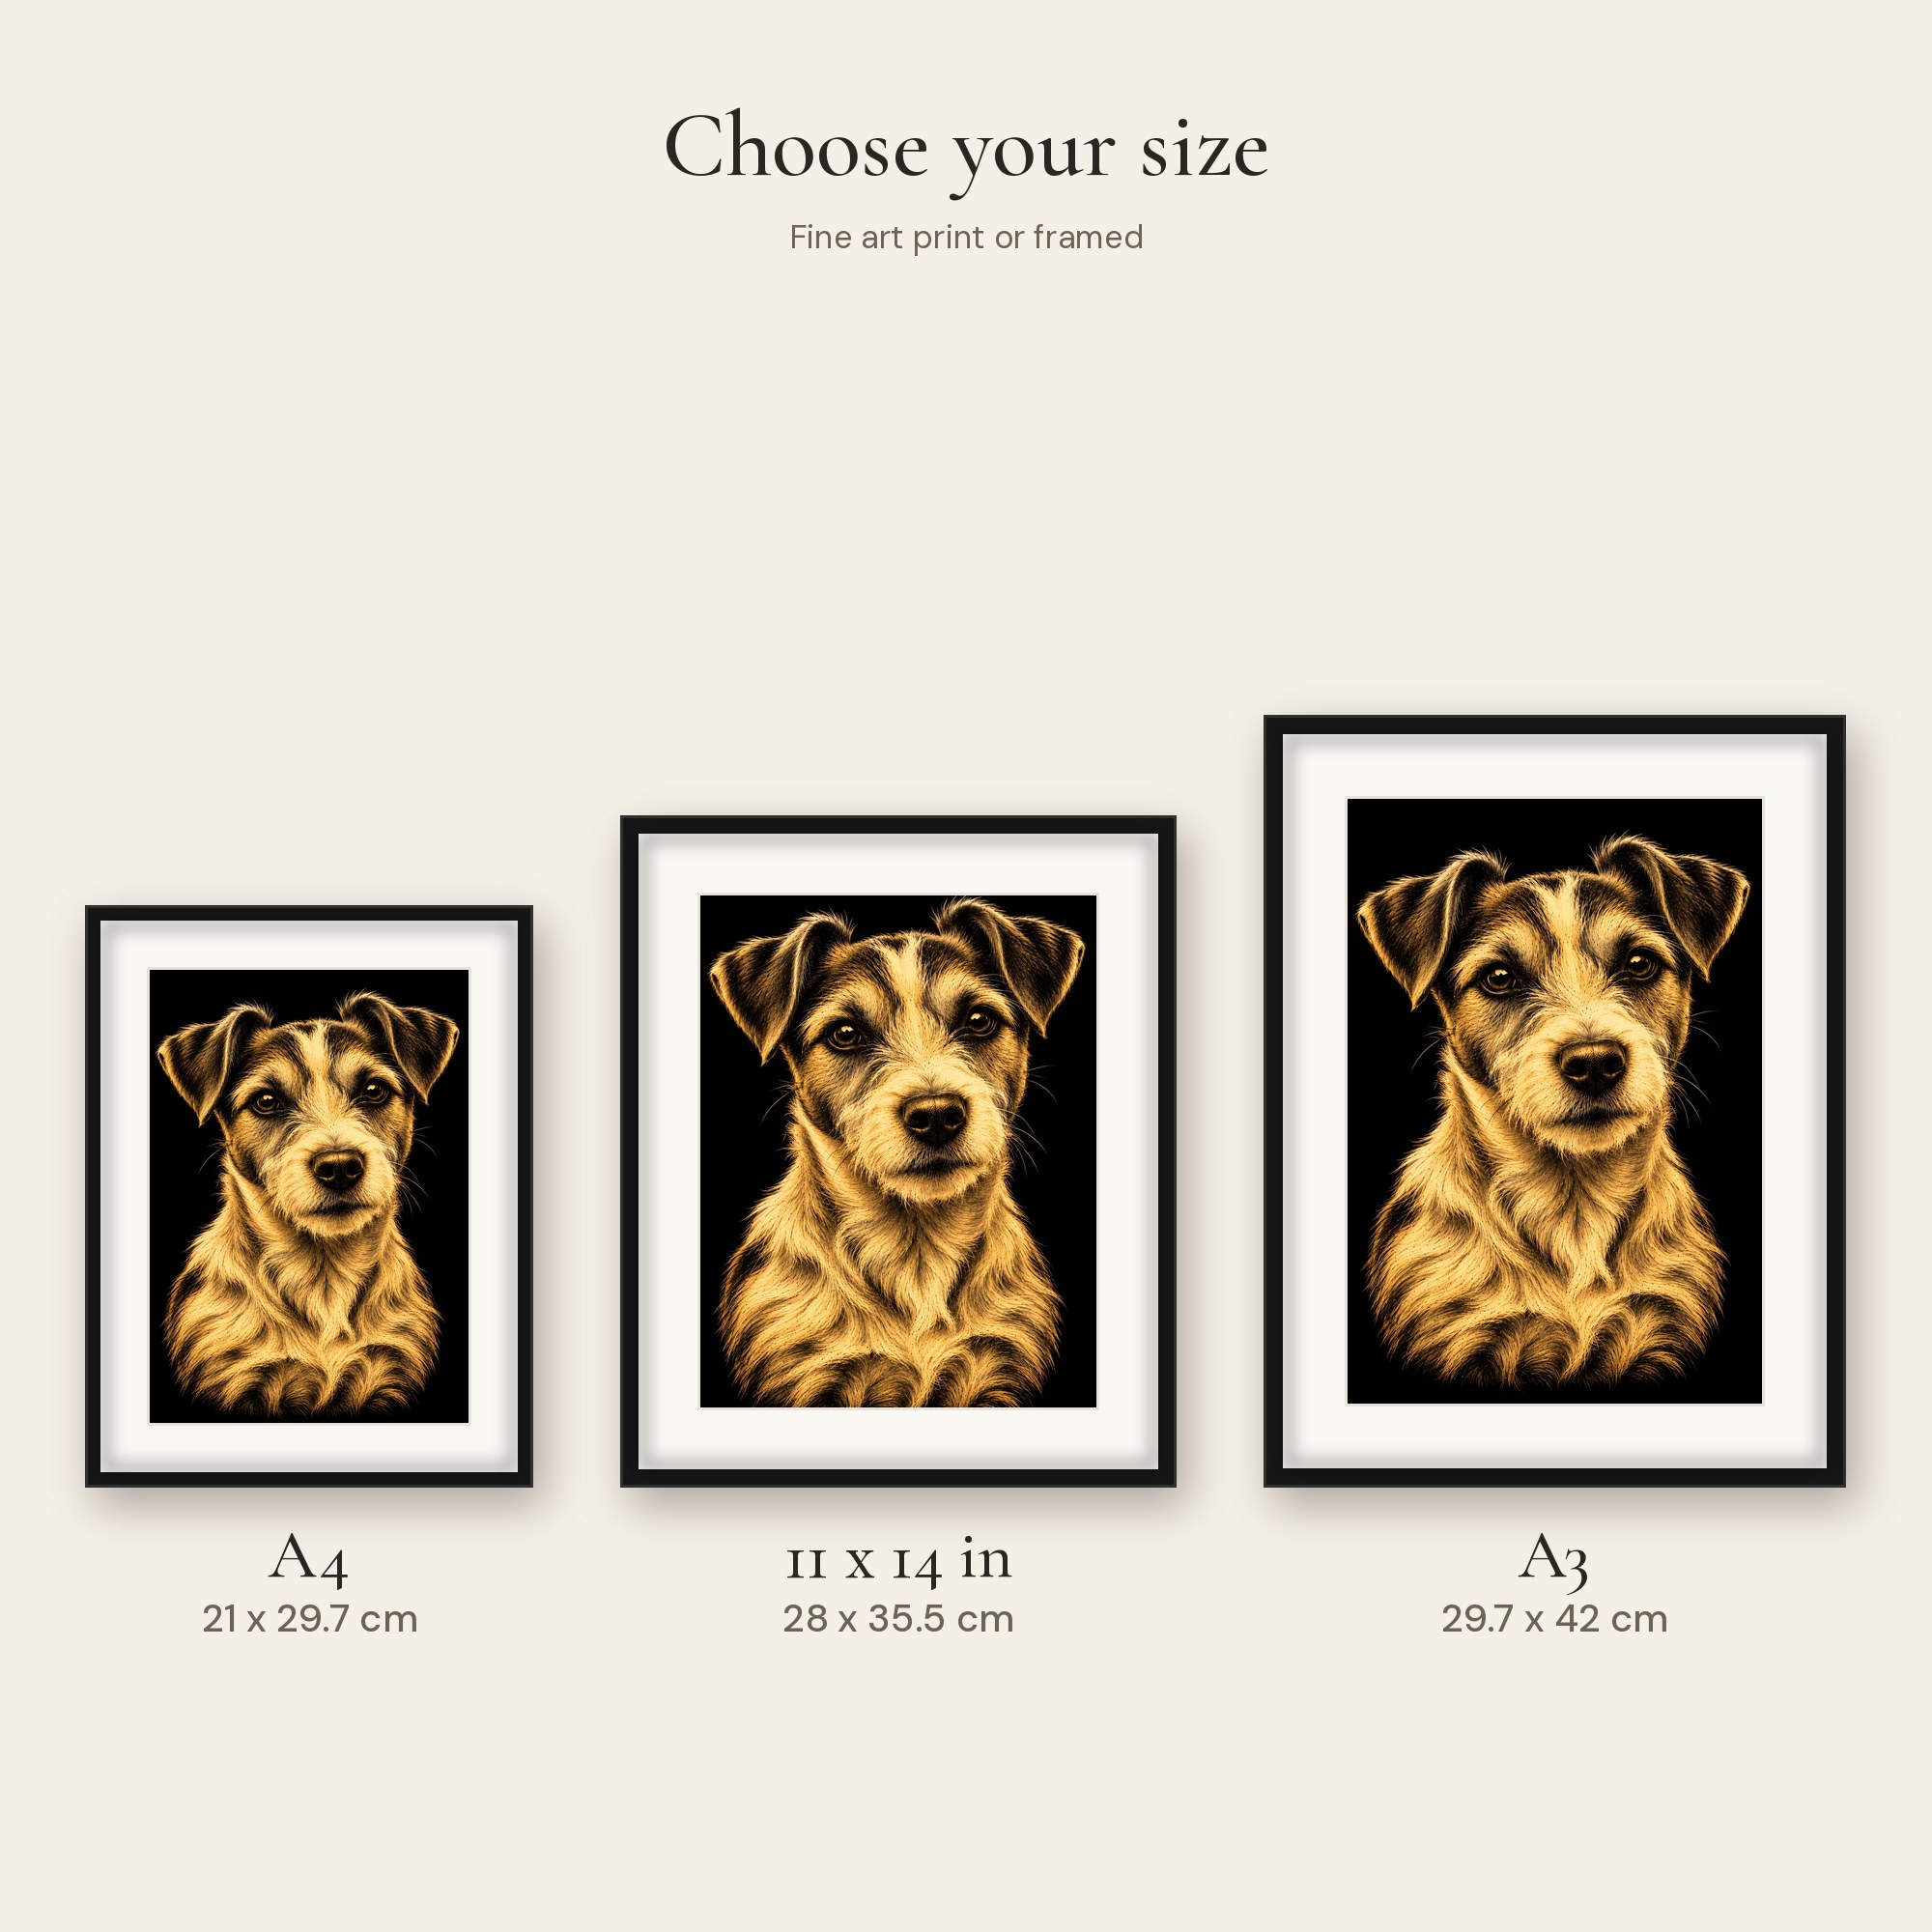 Choose your size
Fine art print or framed
A4
21 x 29.7 cm
11 x 14 in
28 x 35.5 cm
A3
29.7 x 42 cm